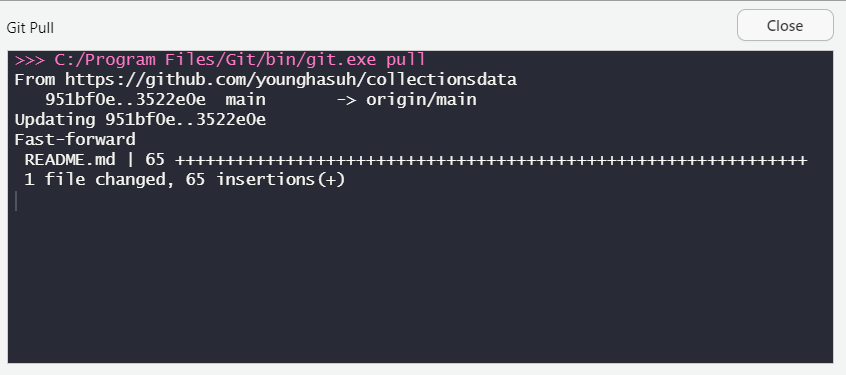 Git Pull
Close
>>> C:/Program Files/Git/bin/git.exe pull
From https://github.com/younghasuh/collectionsdata
   951bf0e..3522e0e  main       -> origin/main
Updating 951bf0e..3522e0e
Fast-forward
 README.md | 65 +++++++++++++++++++++++++++++++++++++++++++++++++++++++++++++++++
 1 file changed, 65 insertions(+)